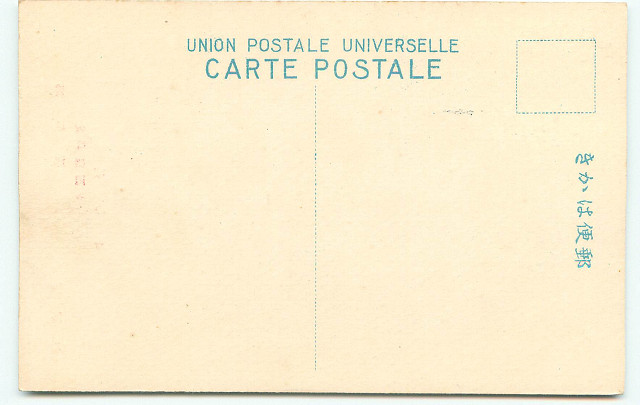 UNION POSTALE UNIVERSELLE
CARTE POSTALE
郵便はかき